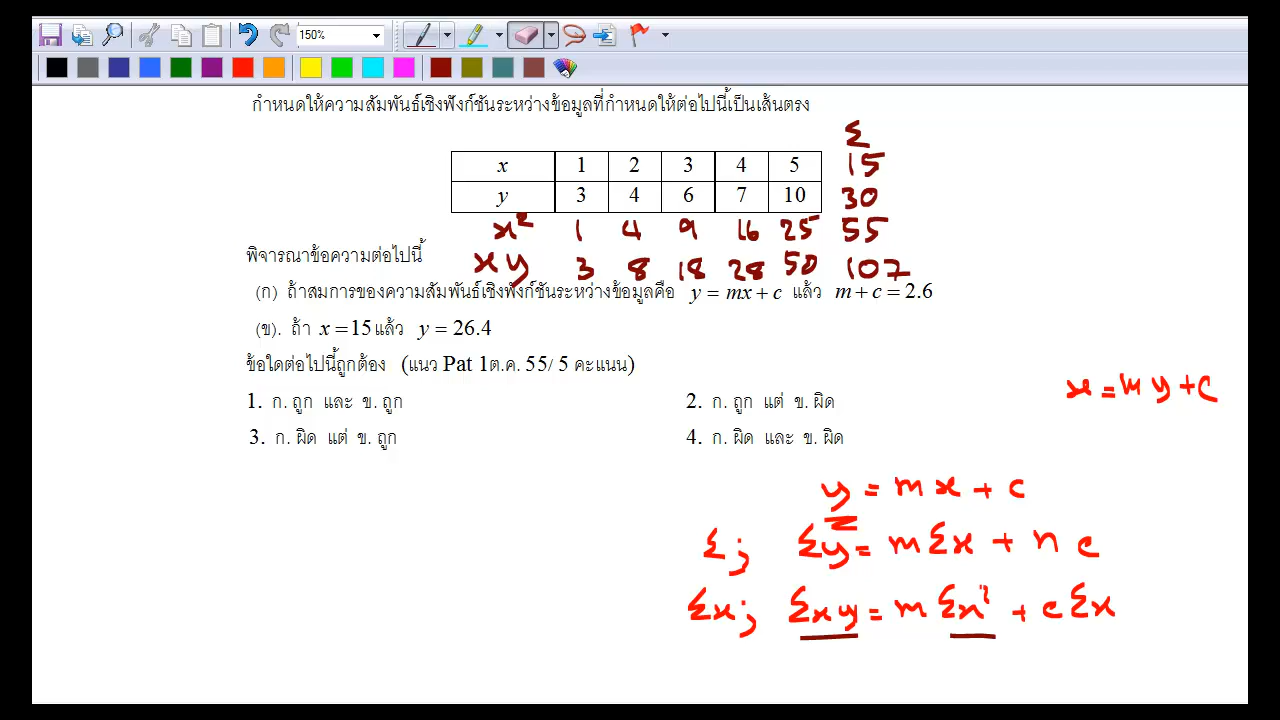 150%
กำหนดให้ความสัมพันธ์เชิงฟังก์ชันระหว่างข้อมูลที่กำหนดให้ต่อไปนี้เป็นเส้นตรง
Σ
x 1 2 3 4 5 15
y 3 4 6 7 10 30
x² 1 4 9 16 25 55
พิจารณาข้อความต่อไปนี้
xy 3 8 18 28 50 107
(ก) ถ้าสมการของความสัมพันธ์เชิงฟังก์ชันระหว่างข้อมูลคือ y = mx + c แล้ว m + c = 2.6
(ข). ถ้า x = 15 แล้ว y = 26.4
ข้อใดต่อไปนี้ถูกต้อง (แนว Pat 1ต.ค. 55/ 5 คะแนน)
x = my + c
1. ก. ถูก และ ข. ถูก 2. ก. ถูก แต่ ข. ผิด
3. ก. ผิด แต่ ข. ถูก 4. ก. ผิด และ ข. ผิด
y = mx + c
Σ; Σy = mΣx + nc
Σx; Σxy = mΣx² + cΣx